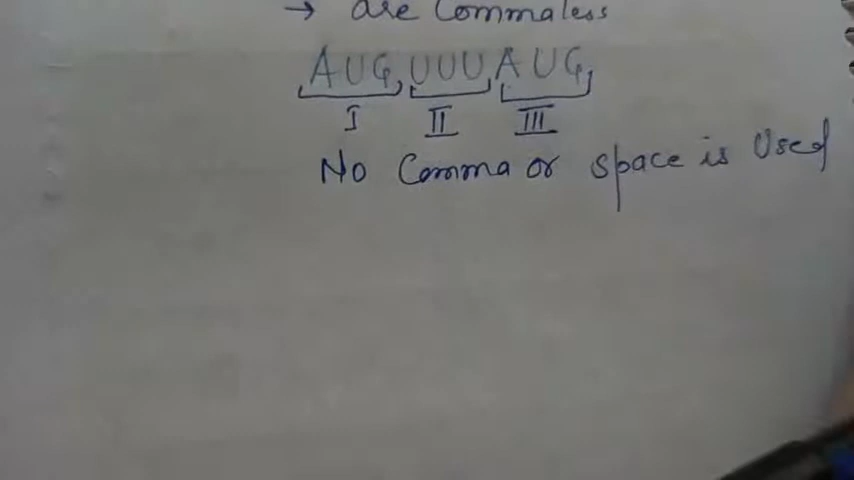 → are Commaless
AUG, UUU AUG,
I II III
No Comma or space is Used